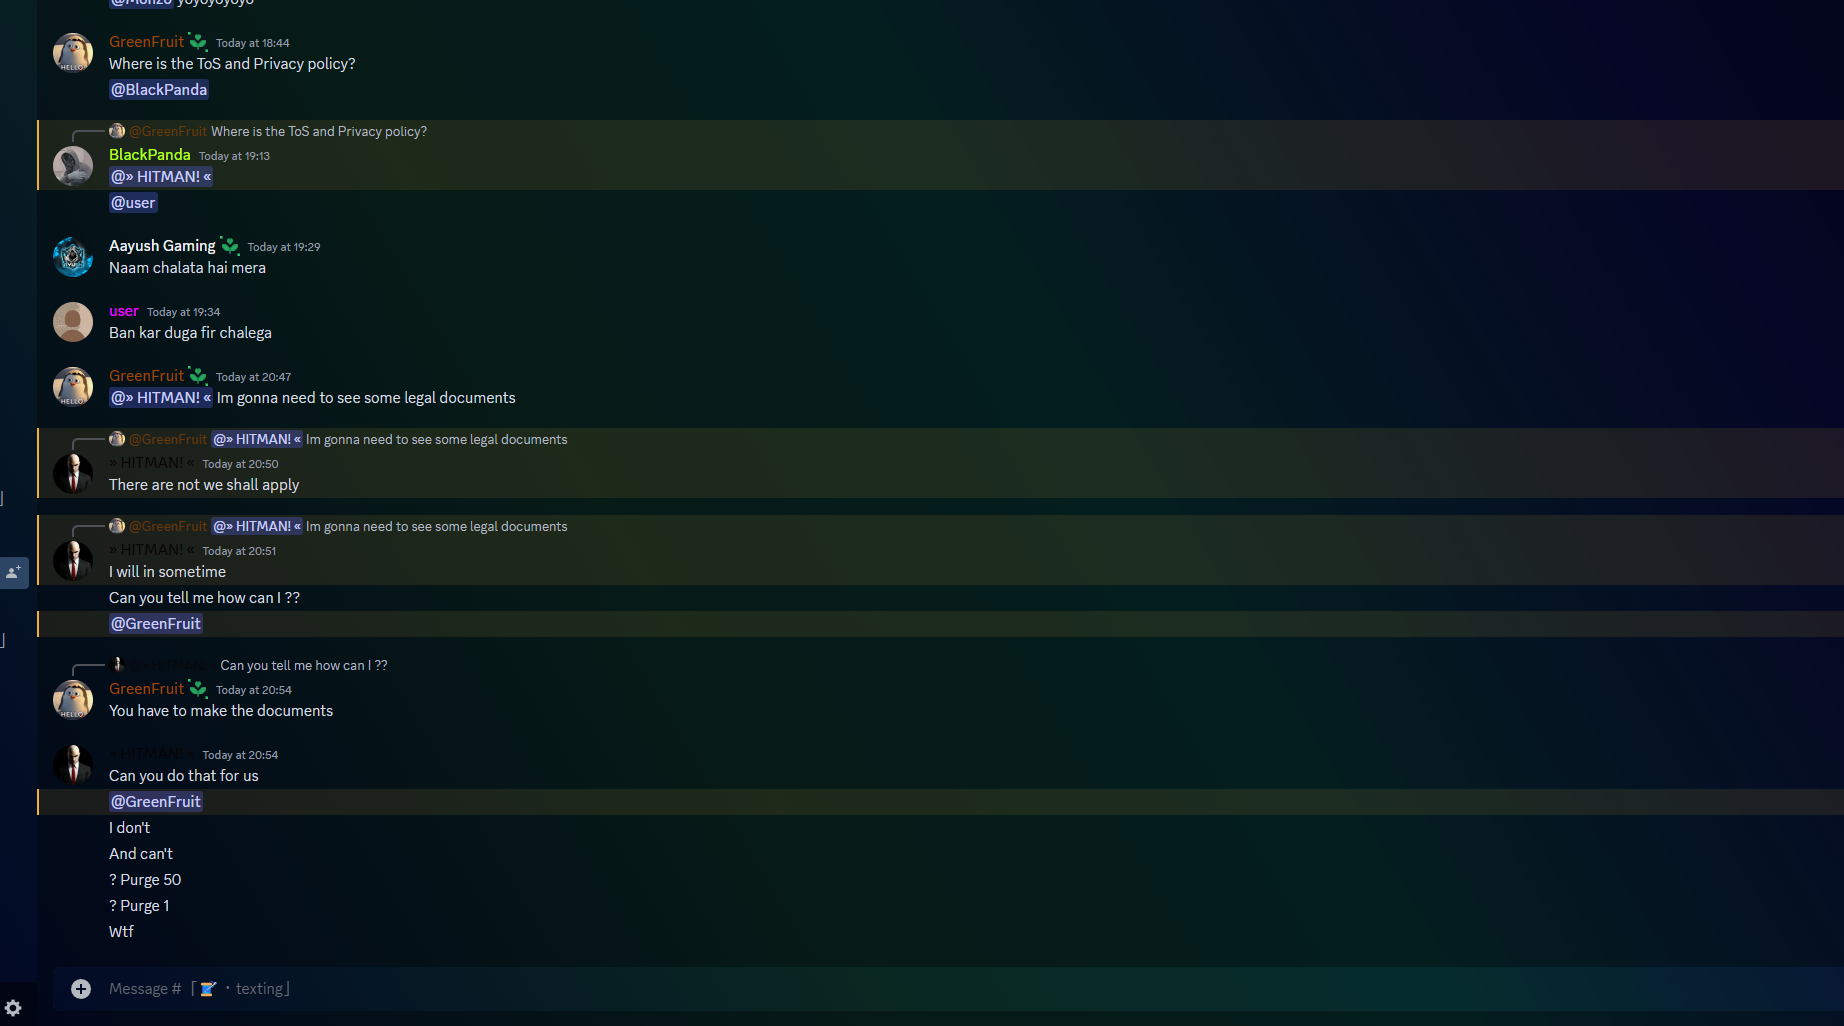 @Monzo yoyoyoyoyo
GreenFruit Today at 18:44
Where is the ToS and Privacy policy?
@BlackPanda
@GreenFruit Where is the ToS and Privacy policy?
BlackPanda Today at 19:13
@» HITMAN! «
@user
Aayush Gaming Today at 19:29
Naam chalata hai mera
user Today at 19:34
Ban kar duga fir chalega
GreenFruit Today at 20:47
HELLO
@» HITMAN! « Im gonna need to see some legal documents
@GreenFruit @» HITMAN! « Im gonna need to see some legal documents
» HITMAN! « Today at 20:50
There are not we shall apply
@GreenFruit @» HITMAN! « Im gonna need to see some legal documents
» HITMAN! « Today at 20:51
I will in sometime
Can you tell me how can I ??
@GreenFruit
@» HITMAN! « Can you tell me how can I ??
GreenFruit Today at 20:54
HELLO
You have to make the documents
» HITMAN! « Today at 20:54
Can you do that for us
@GreenFruit
I don't
And can't
? Purge 50
? Purge 1
Wtf
Message # 「 ・texting」